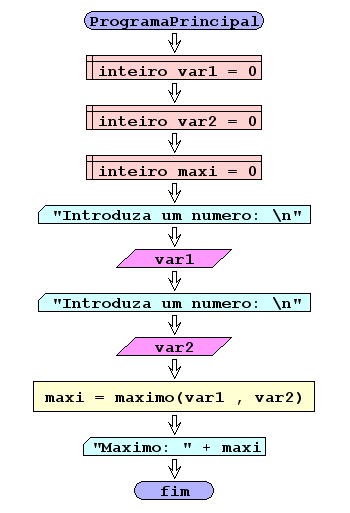 ProgramaPrincipal
inteiro var1 = 0
inteiro var2 = 0
inteiro maxi = 0
"Introduza um numero: \n"
var1
"Introduza um numero: \n"
var2
maxi = maximo(var1 , var2)
"Maximo: " + maxi
fim